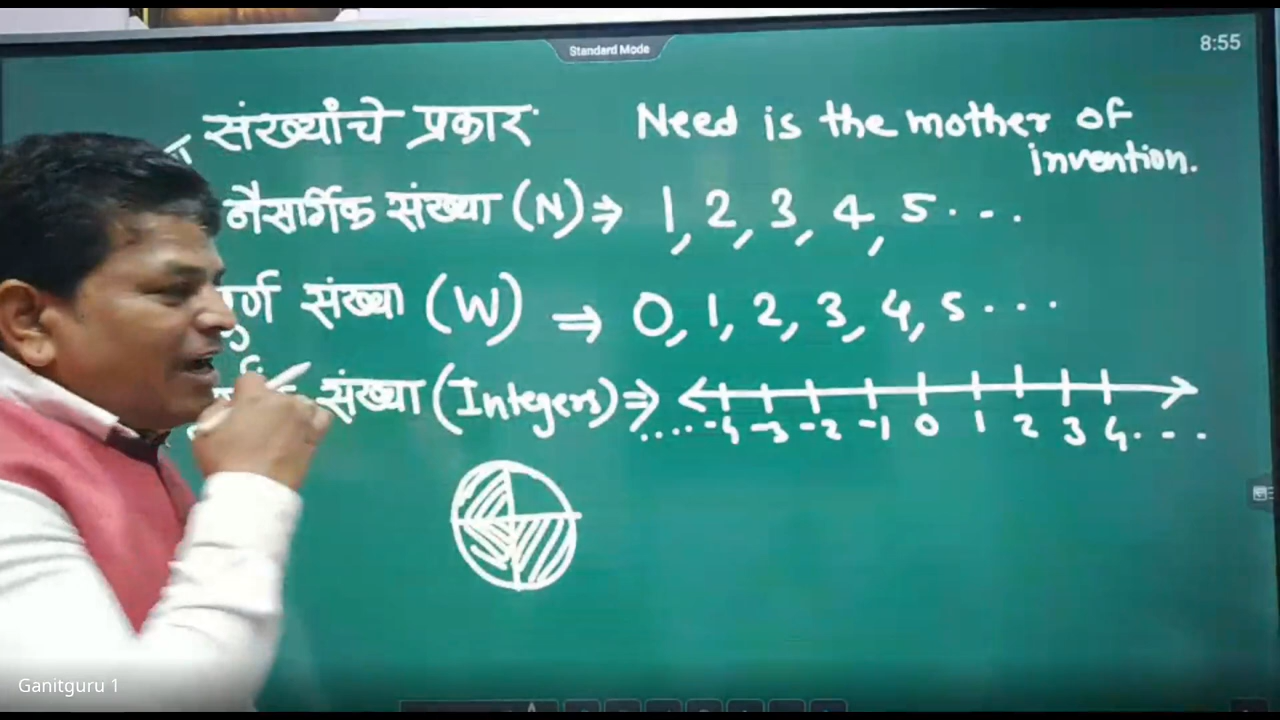 Standard Mode
8:55
संख्यांचे प्रकार
Need is the mother of
invention.
नैसर्गिक संख्या (N) ⇒ 1, 2, 3, 4, 5 . . .
संख्या (W) ⇒ 0, 1, 2, 3, 4, 5 . . .
संख्या (Integers) ⇒
.... -4 -3 -2 -1 0 1 2 3 4 . . .
Ganitguru 1